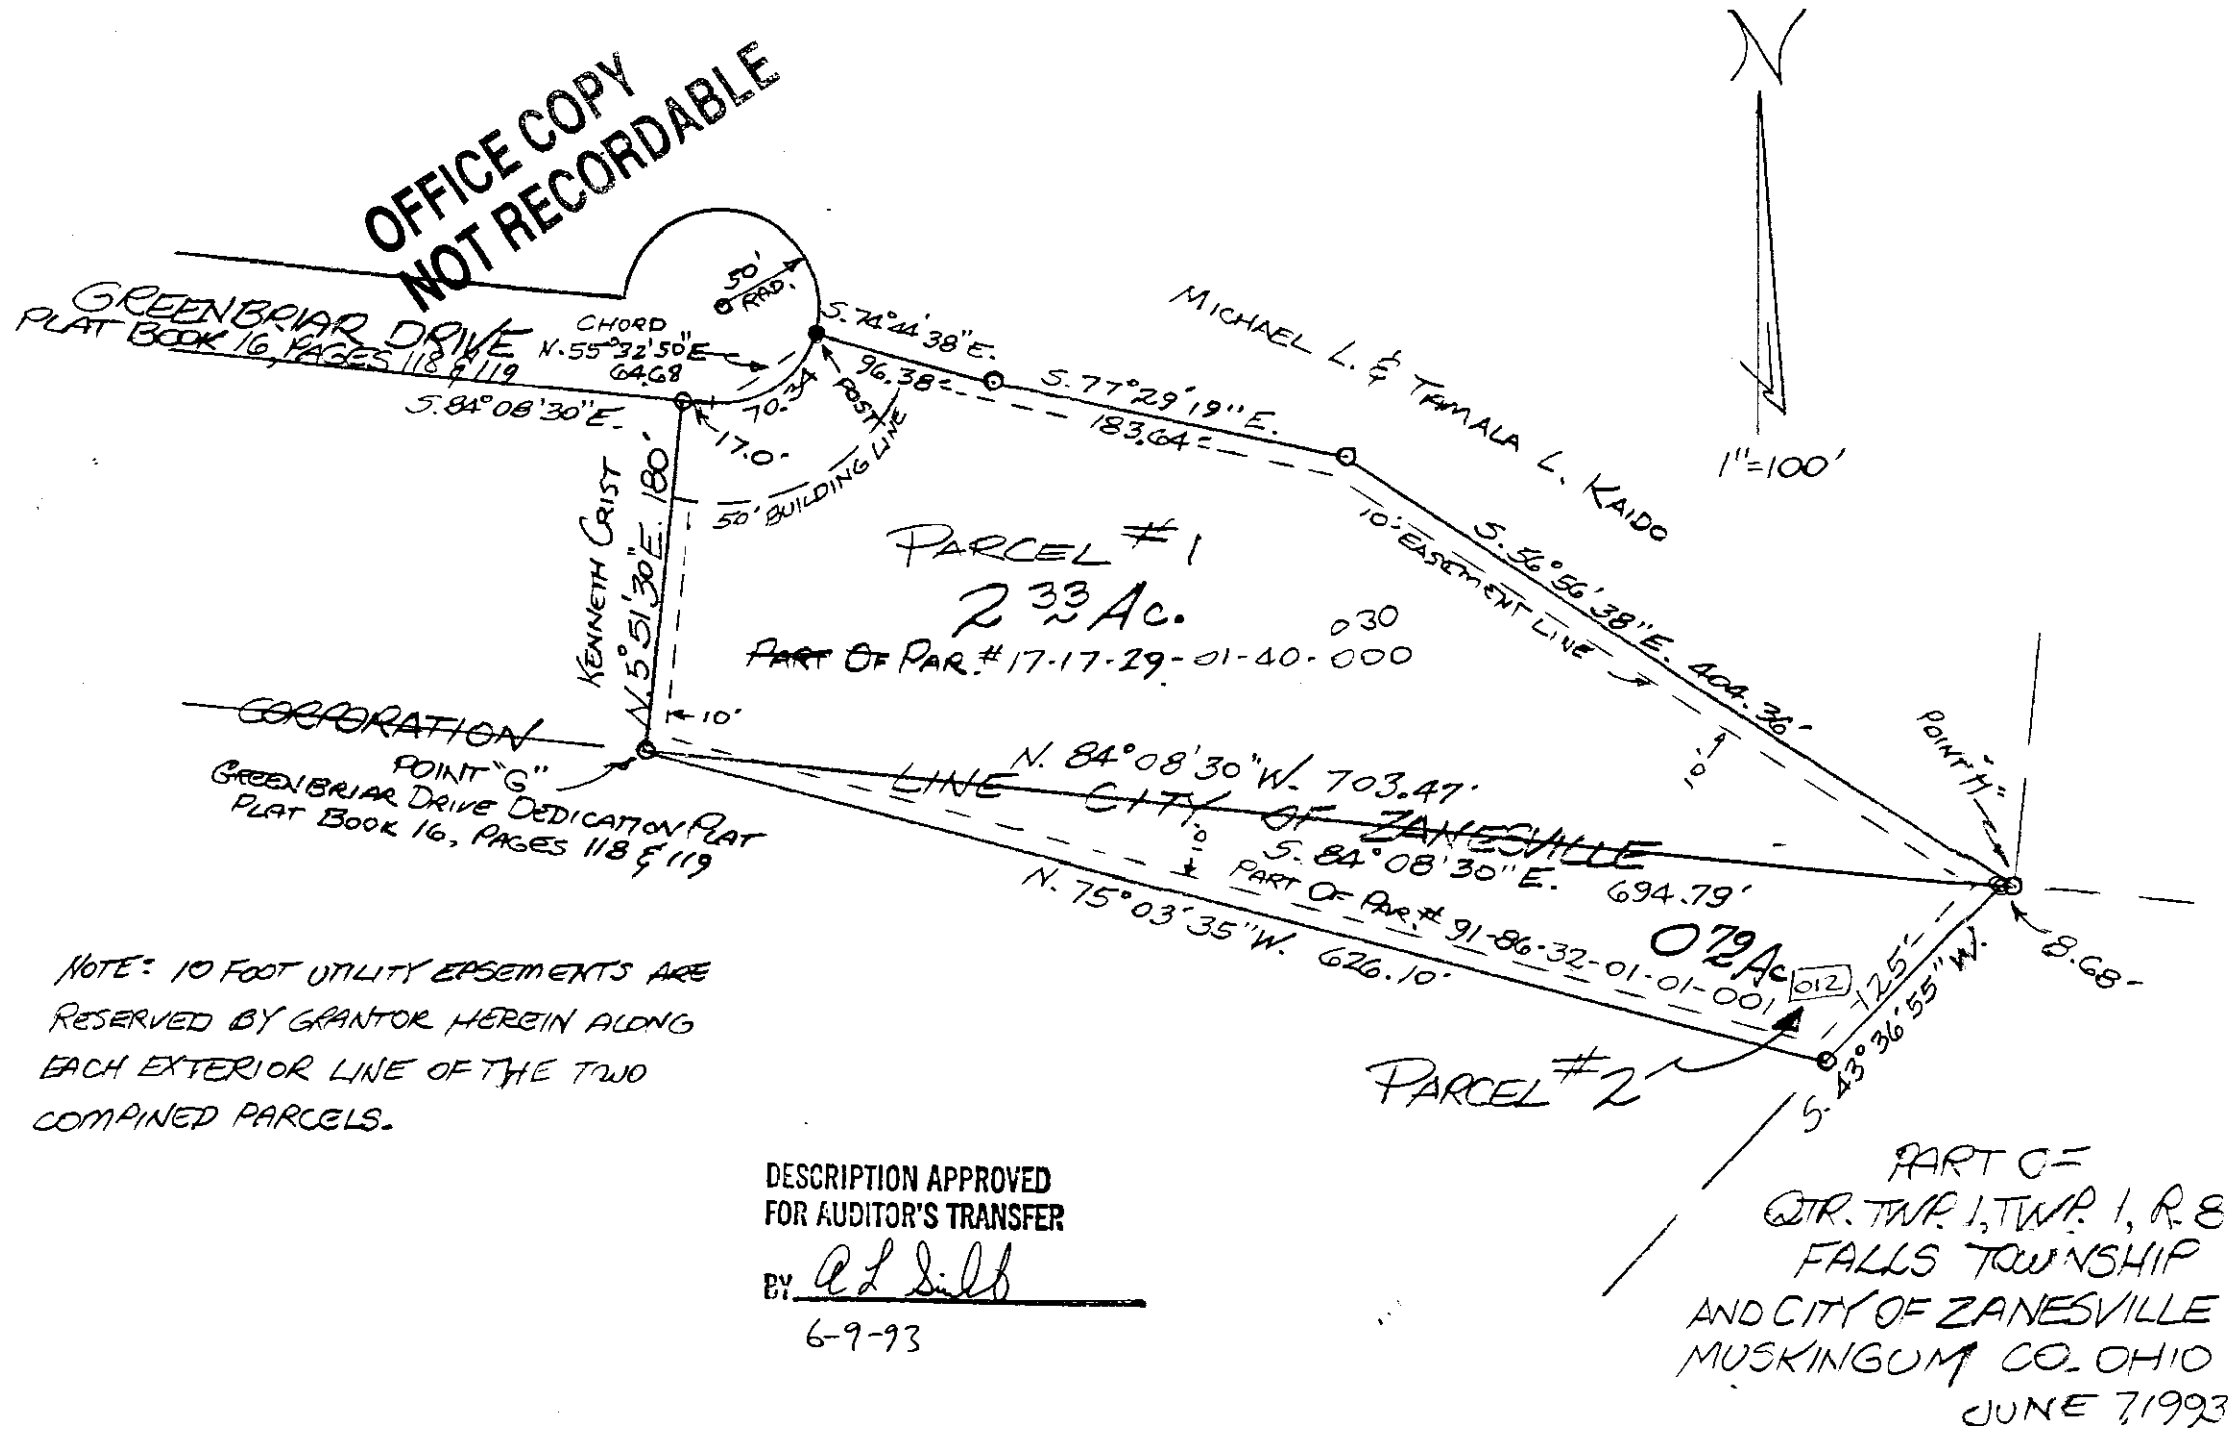 N
OFFICE COPY
NOT RECORDABLE
1"=100'
GREENBRIAR DRIVE
PLAT BOOK 16, PAGES 118 & 119
S. 84° 08' 30" E.
CHORD
N. 55° 32' 50" E
64.68
50'
RAD.
70.34
POST
17.0'
50' BUILDING LINE
S. 74° 44' 38" E.
96.38'
S. 77° 29' 19" E.
183.64'
MICHAEL L. & TAMALA L. KAIDO
S. 56° 56' 38" E. 404.36'
10' EASEMENT LINE
10'
KENNETH CRIST
N. 5° 51' 30" E. 180'
PARCEL #1
2 33 Ac.
030
PART OF PAR. # 17-17-29-01-40-000
10'
CORPORATION LINE CITY OF ZANESVILLE
POINT "G"
GREENBRIAR DRIVE DEDICATION PLAT
PLAT BOOK 16, PAGES 118 & 119
N. 84° 08' 30" W. 703.47'
S. 84° 08' 30" E. 694.79'
10'
POINT "H"
8.68'
PART OF PAR. # 91-86-32-01-01-001
012
0 72 Ac
N. 75° 03' 35" W. 626.10'
125'
S. 43° 36' 55" W.
PARCEL #2
NOTE: 10 FOOT UTILITY EASEMENTS ARE
RESERVED BY GRANTOR HEREIN ALONG
EACH EXTERIOR LINE OF THE TWO
COMBINED PARCELS.
DESCRIPTION APPROVED
FOR AUDITOR'S TRANSFER
BY
6-9-93
PART OF
QTR. TWP. 1, TWP. 1, R. 8
FALLS TOWNSHIP
AND CITY OF ZANESVILLE
MUSKINGUM CO. OHIO
JUNE 7, 1993